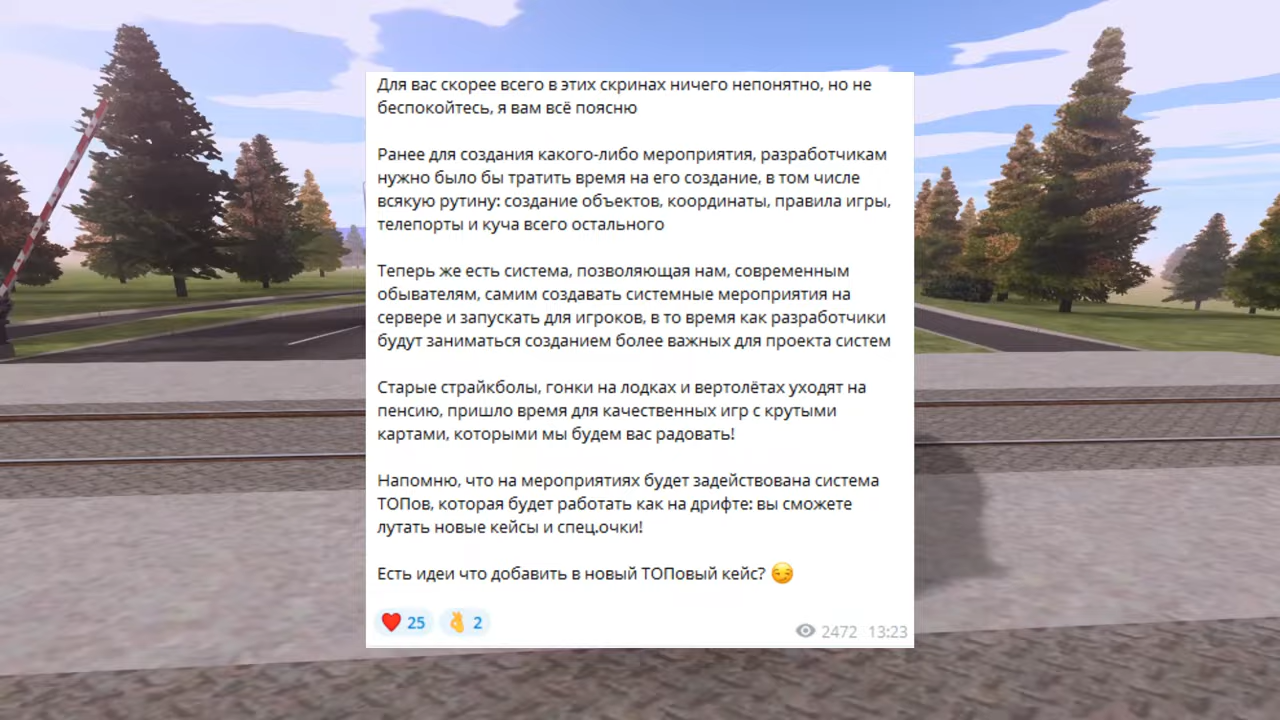 Для вас скорее всего в этих скринах ничего непонятно, но не
беспокойтесь, я вам всё поясню
Ранее для создания какого-либо мероприятия, разработчикам
нужно было бы тратить время на его создание, в том числе
всякую рутину: создание объектов, координаты, правила игры,
телепорты и куча всего остального
Теперь же есть система, позволяющая нам, современным
обывателям, самим создавать системные мероприятия на
сервере и запускать для игроков, в то время как разработчики
будут заниматься созданием более важных для проекта систем
Старые страйкболы, гонки на лодках и вертолётах уходят на
пенсию, пришло время для качественных игр с крутыми
картами, которыми мы будем вас радовать!
Напомню, что на мероприятиях будет задействована система
ТОПов, которая будет работать как на дрифте: вы сможете
лутать новые кейсы и спец.очки!
Есть идеи что добавить в новый ТОПовый кейс? 😏
❤️ 25 🤌 2
2472 13:23